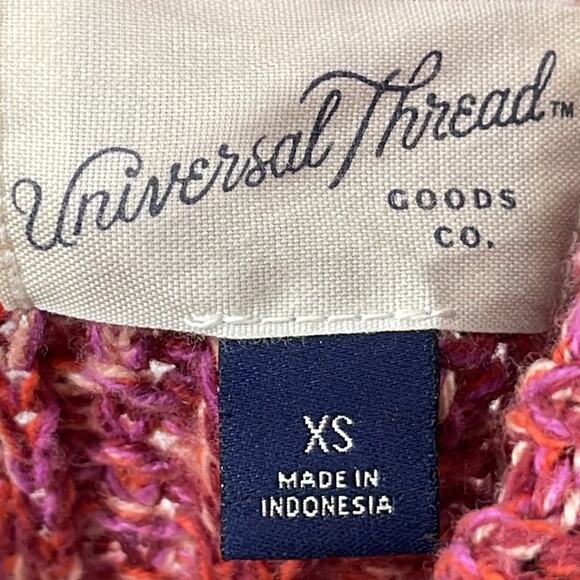 Universal Thread™
GOODS
CO.
XS
MADE IN
INDONESIA